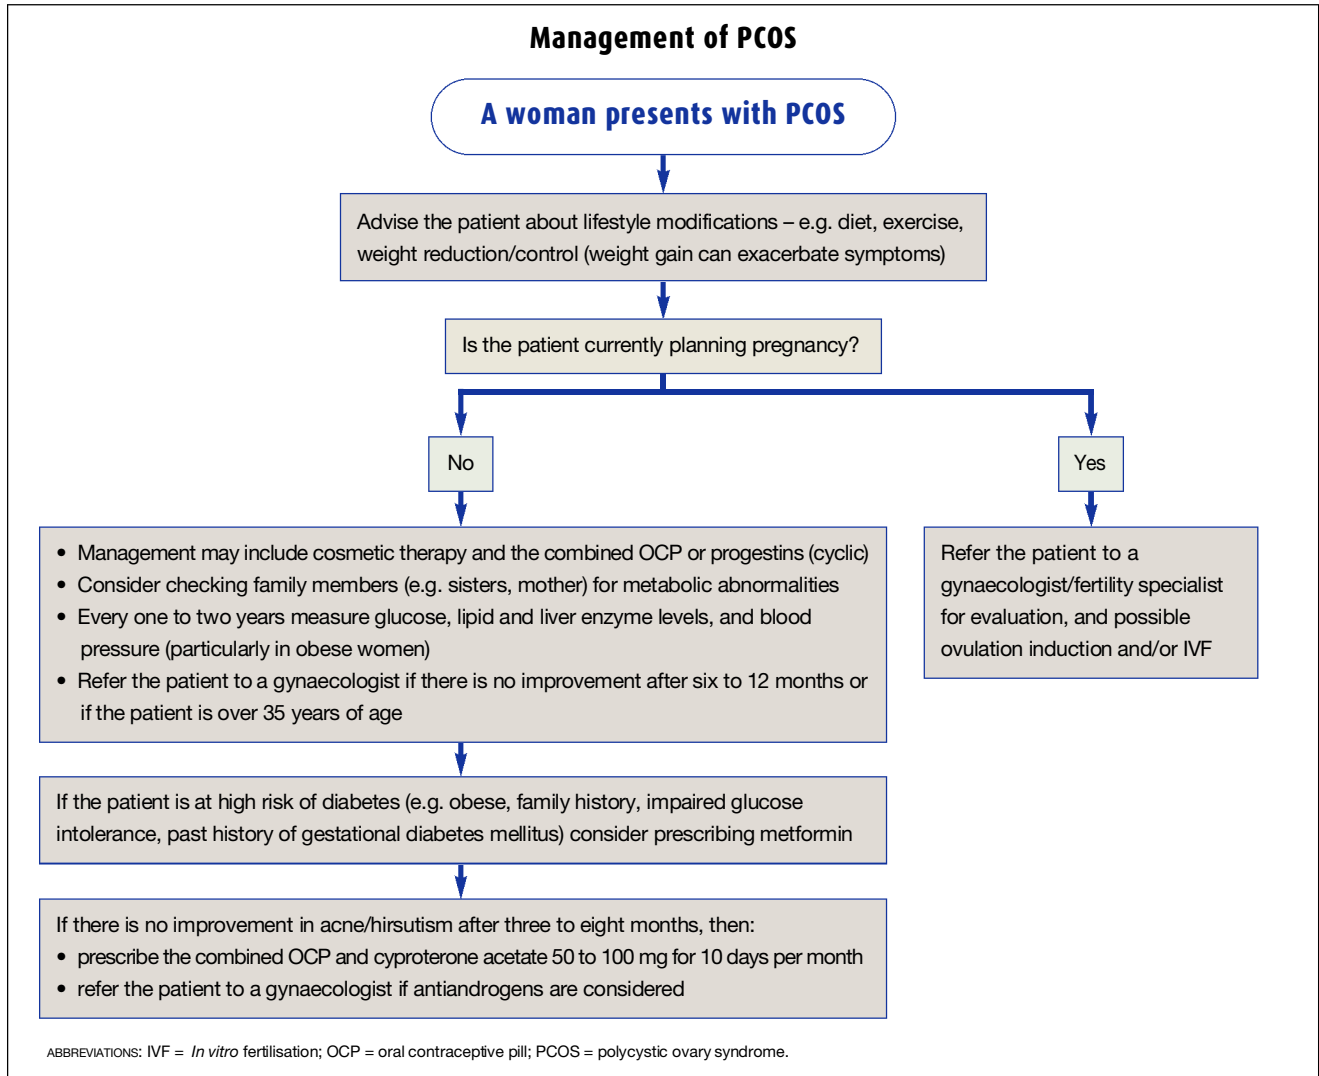 Management of PCOS
A woman presents with PCOS
Advise the patient about lifestyle modifications – e.g. diet, exercise,
weight reduction/control (weight gain can exacerbate symptoms)
Is the patient currently planning pregnancy?
No
Yes
• Management may include cosmetic therapy and the combined OCP or progestins (cyclic)
• Consider checking family members (e.g. sisters, mother) for metabolic abnormalities
• Every one to two years measure glucose, lipid and liver enzyme levels, and blood
pressure (particularly in obese women)
• Refer the patient to a gynaecologist if there is no improvement after six to 12 months or
if the patient is over 35 years of age
Refer the patient to a
gynaecologist/fertility specialist
for evaluation, and possible
ovulation induction and/or IVF
If the patient is at high risk of diabetes (e.g. obese, family history, impaired glucose
intolerance, past history of gestational diabetes mellitus) consider prescribing metformin
If there is no improvement in acne/hirsutism after three to eight months, then:
• prescribe the combined OCP and cyproterone acetate 50 to 100 mg for 10 days per month
• refer the patient to a gynaecologist if antiandrogens are considered
ABBREVIATIONS: IVF = In vitro fertilisation; OCP = oral contraceptive pill; PCOS = polycystic ovary syndrome.